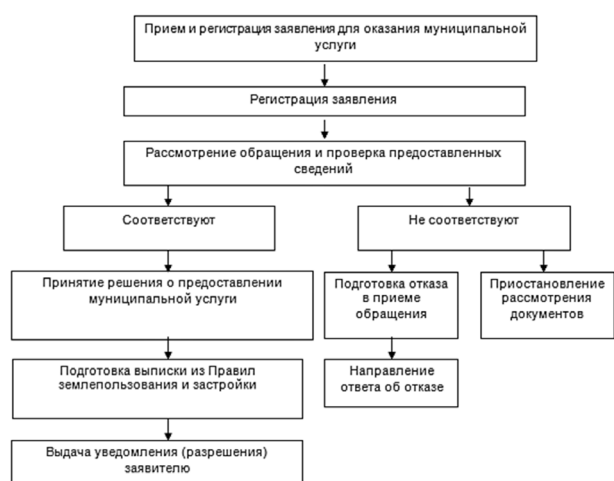 Прием и регистрация заявления для оказания муниципальной
услуги
Регистрация заявления
Рассмотрение обращения и проверка предоставленных
сведений
Соответствуют
Не соответствуют
Принятие решения о предоставлении
муниципальной услуги
Подготовка отказа
в приеме
обращения
Приостановление
рассмотрения
документов
Подготовка выписки из Правил
землепользования и застройки
Направление
ответа об отказе
Выдача уведомления (разрешения)
заявителю